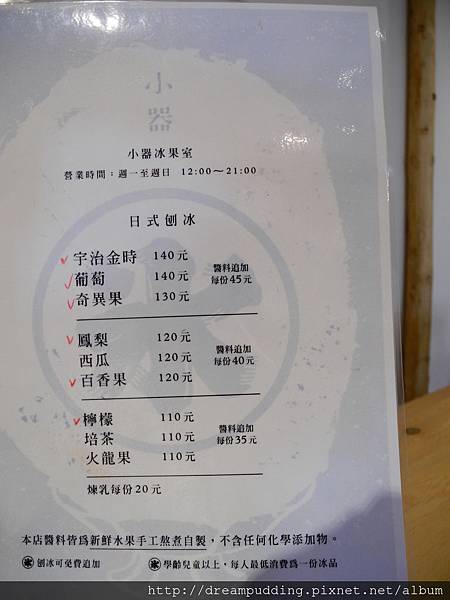 小
器
小器冰果室
營業時間：週一至週日 12:00～21:00
日式刨冰
宇治金時 140元
葡萄 140元
奇異果 130元
醬料追加
每份45元
鳳梨 120元
西瓜 120元
百香果 120元
醬料追加
每份40元
檸檬 110元
焙茶 110元
火龍果 110元
醬料追加
每份35元
煉乳每份20元
本店醬料皆為新鮮水果手工熬煮自製，不含任何化學添加物。
刨冰可免費追加 學齡兒童以上，每人最低消費為一份冰品
http://dreampudding.pixnet.net/album